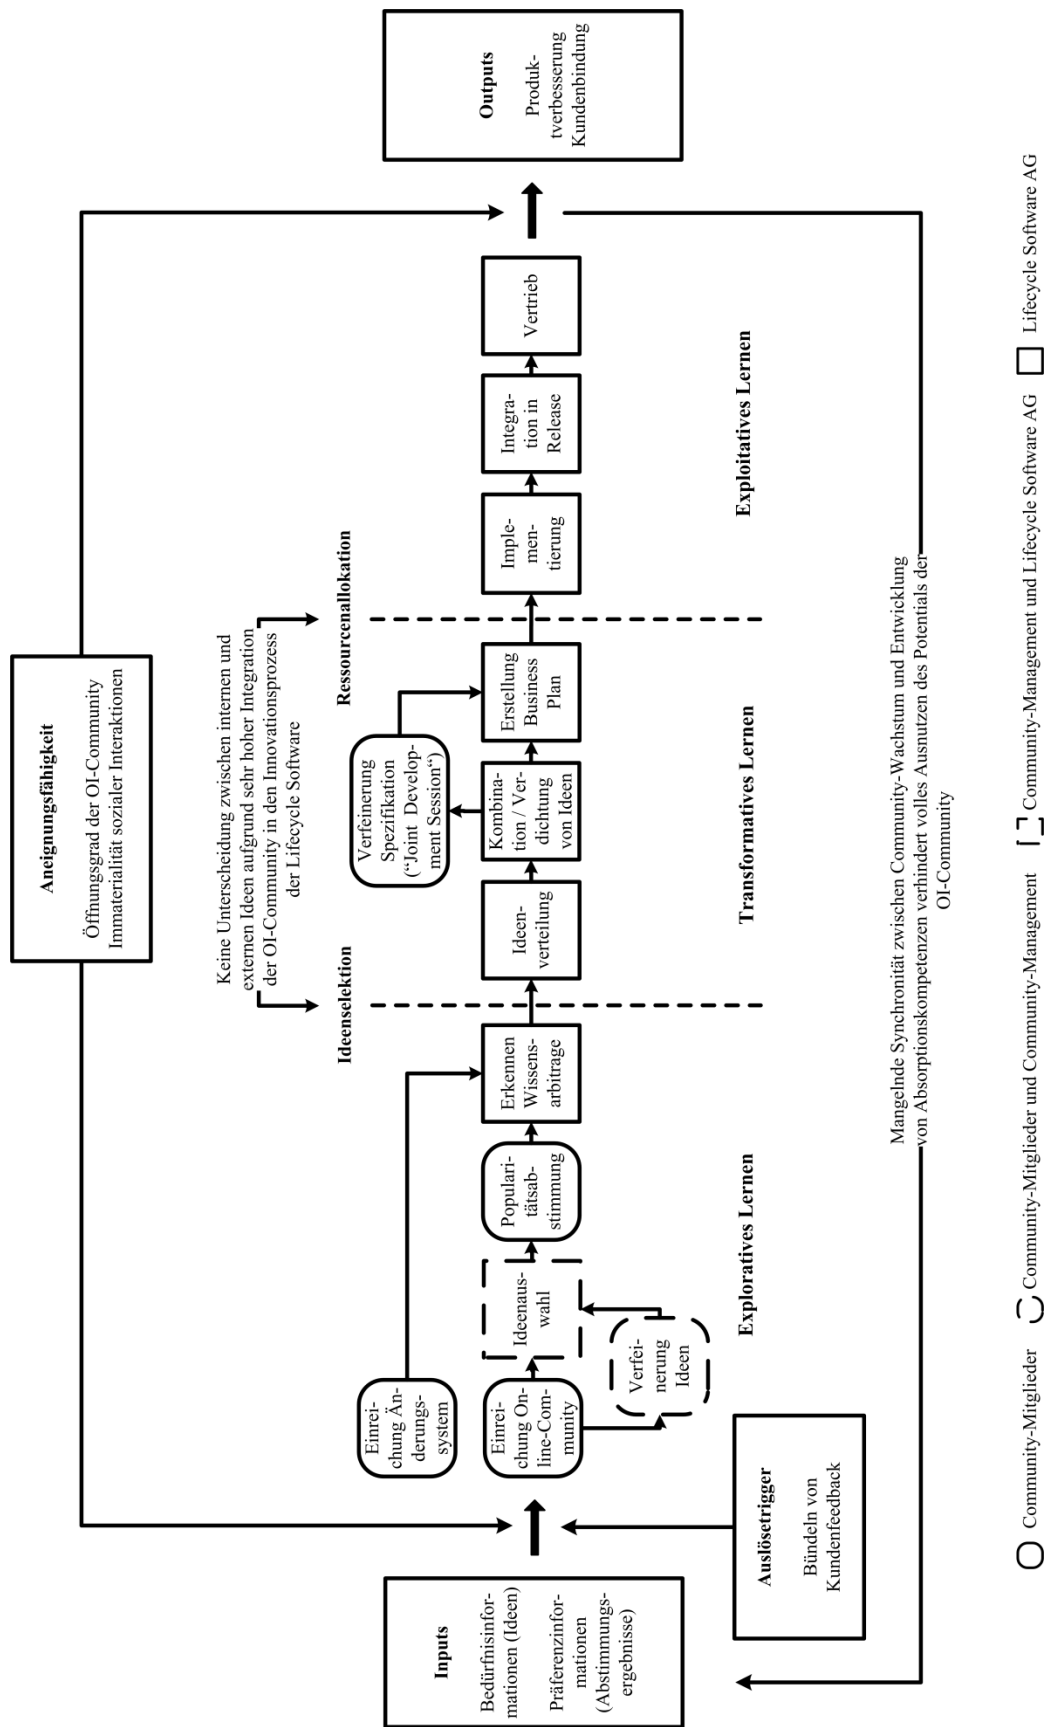 Aneignungsfähigkeit
Öffnungsgrad der OI-Community
Immaterialität sozialer Interaktionen
Keine Unterscheidung zwischen internen und
externen Ideen aufgrund sehr hoher Integration
der OI-Community in den Innovationsprozess
der Lifecycle Software
Ideenselektion
Ressourcenallokation
Inputs
Bedürfnisinfor-
mationen (Ideen)
Präferenzinfor-
mationen
(Abstimmungs-
ergebnisse)
Einrei-
chung Än-
derungs-
system
Einrei-
chung On-
line-Com-
munity
Verfei-
nerung
Ideen
Ideenaus-
wahl
Populari-
tätsab-
stimmung
Erkennen
Wissens-
arbitrage
Ideen-
verteilung
Kombina-
tion / Ver-
dichtung
von Ideen
Verfeinerung
Spezifikation
(“Joint Develop-
ment Session“)
Erstellung
Business
Plan
Imple-
men-
tierung
Integra-
tion in
Release
Vertrieb
Outputs
Produk-
tverbesserung
Kundenbindung
Exploratives Lernen
Transformatives Lernen
Exploitatives Lernen
Auslösetrigger
Bündeln von
Kundenfeedback
Mangelnde Synchronität zwischen Community-Wachstum und Entwicklung
von Absorptionskompetenzen verhindert volles Ausnutzen des Potentials der
OI-Community
Community-Mitglieder
Community-Mitglieder und Community-Management
Community-Management und Lifecycle Software AG
Lifecycle Software AG